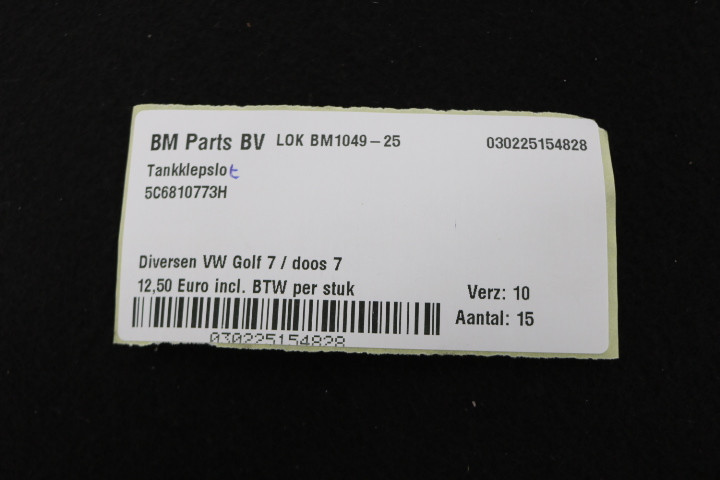 BM Parts BV LOK BM1049-25 030225154828
Tankklepslot
5C6810773H
Diversen VW Golf 7 / doos 7
12,50 Euro incl. BTW per stuk Verz: 10
Aantal: 15
030225154828